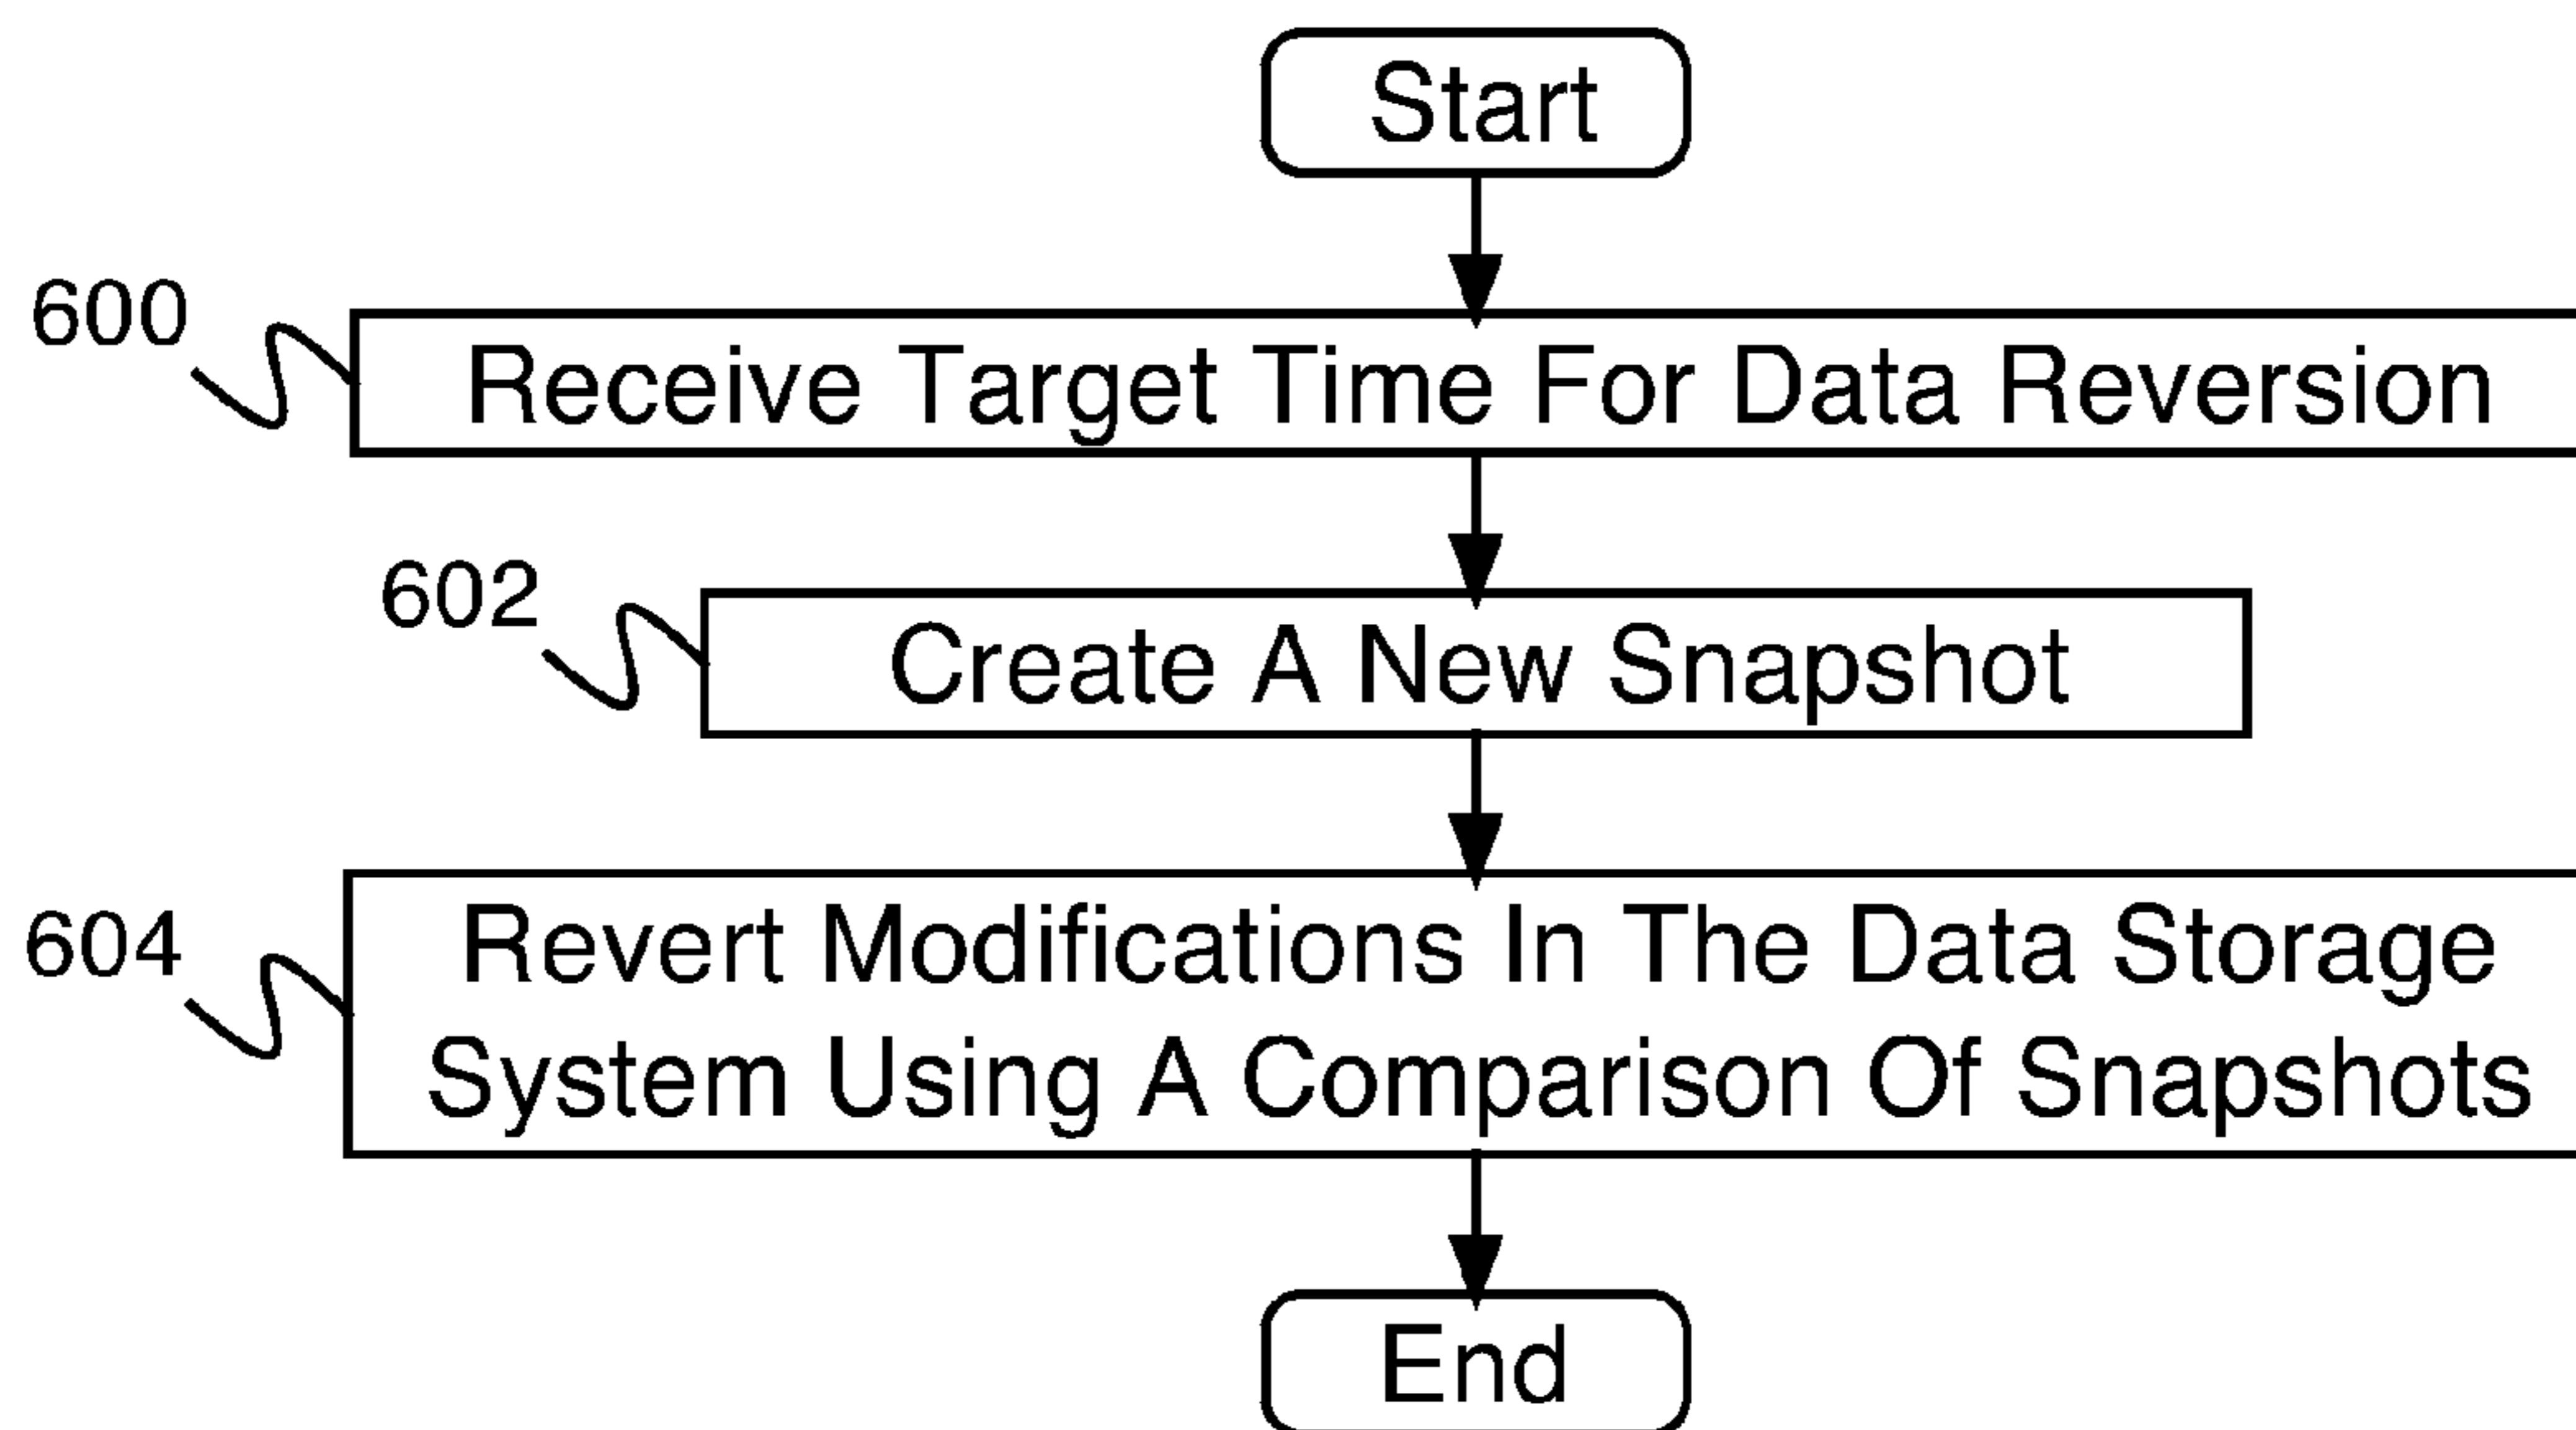 Start
600
Receive Target Time For Data Reversion
602
Create A New Snapshot
604
Revert Modifications In The Data Storage
System Using A Comparison Of Snapshots
End